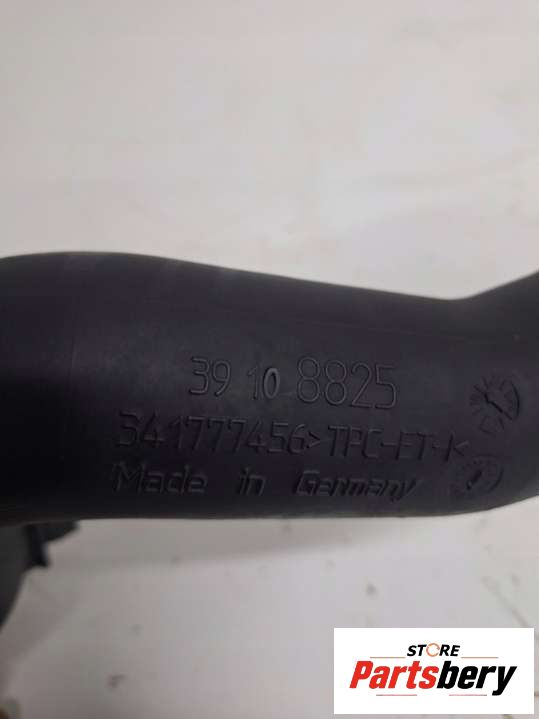 39 10 8825
341777456>TPC-ET-K
Made in Germany
STORE
Partsbery